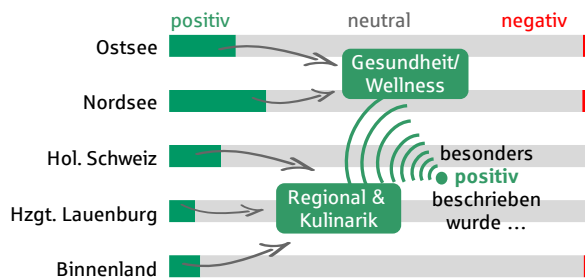 positiv neutral negativ
Ostsee
Gesundheit/
Wellness
Nordsee
Hol. Schweiz
besonders
positiv
beschrieben
wurde ...
Hzgt. Lauenburg
Regional &
Kulinarik
Binnenland